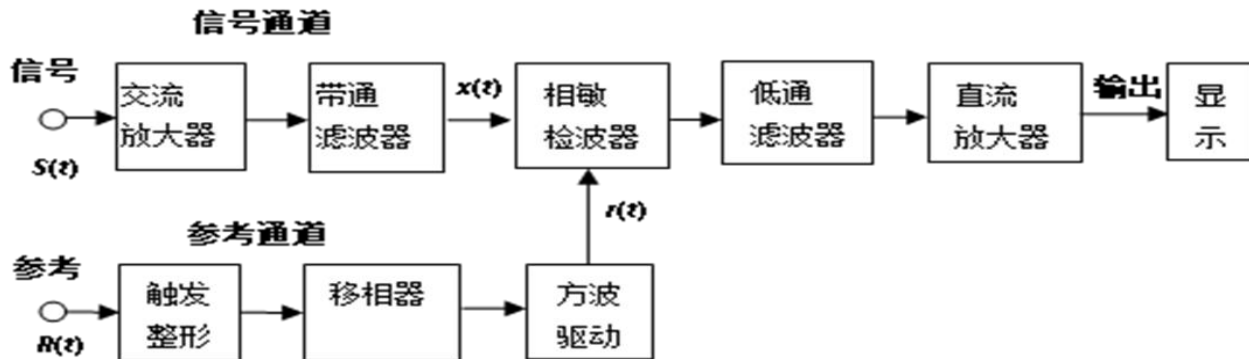 信号通道
信号
S(t)
交流
放大器
带通
滤波器
x(t)
相敏
检波器
低通
滤波器
直流
放大器
输出
显
示
r(t)
参考通道
参考
R(t)
触发
整形
移相器
方波
驱动